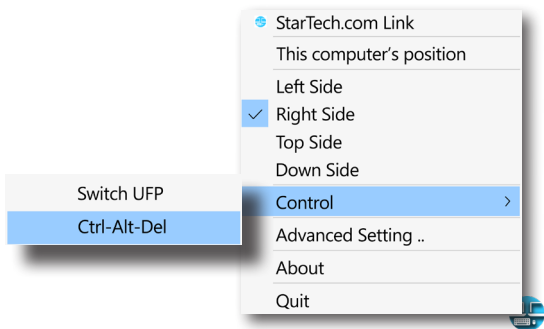 StarTech.com Link
This computer's position
Left Side
Right Side
Top Side
Down Side
Control
Switch UFP
Ctrl-Alt-Del
Advanced Setting ..
About
Quit